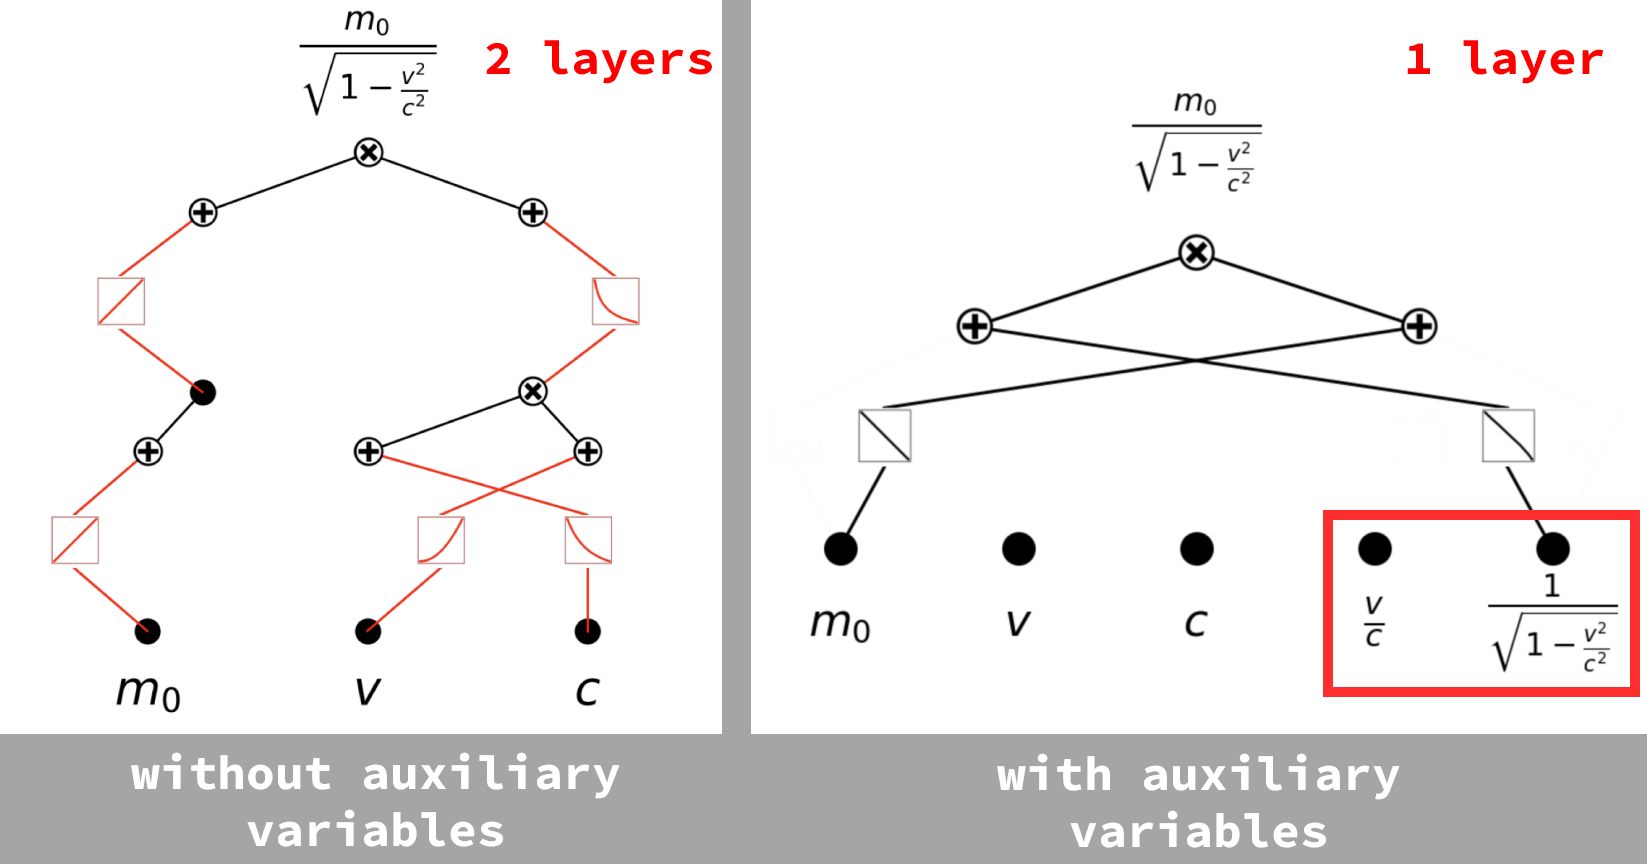 m₀ / √(1 − v²/c²)
2 layers
m₀ v c
without auxiliary
variables
1 layer
m₀ / √(1 − v²/c²)
m₀ v c v/c 1 / √(1 − v²/c²)
with auxiliary
variables